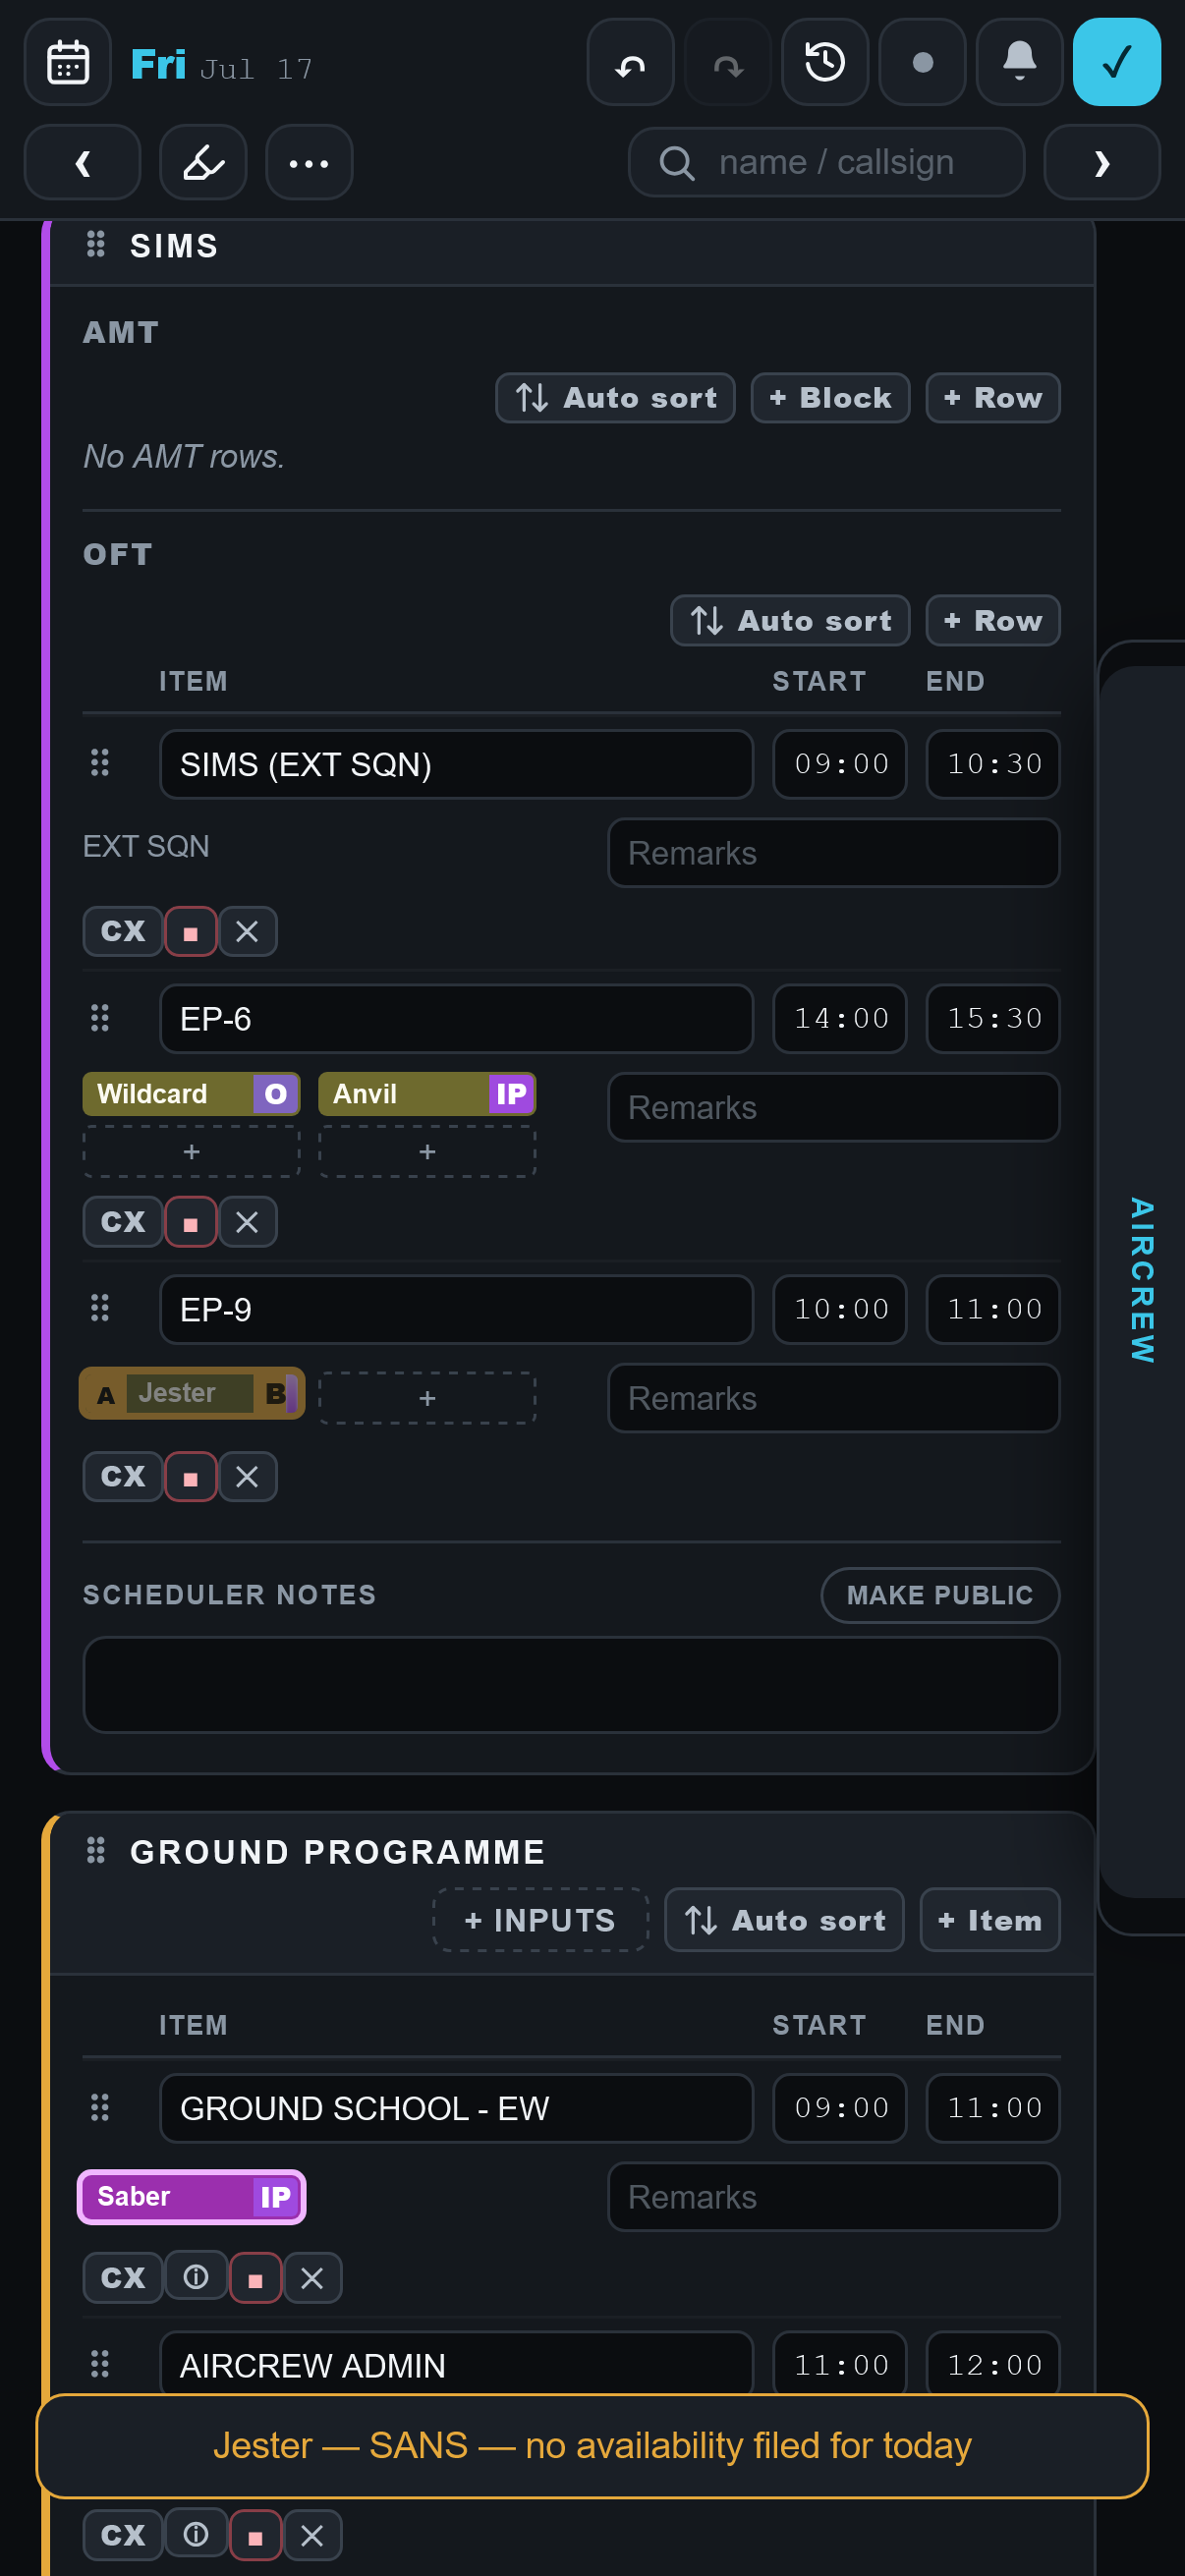 Fri Jul 17
name / callsign
SIMS
AMT
Auto sort + Block + Row
No AMT rows.
OFT
Auto sort + Row
ITEM START END
SIMS (EXT SQN) 09:00 10:30
EXT SQN Remarks
CX
EP-6 14:00 15:30
Wildcard O Anvil IP Remarks
+ +
CX
EP-9 10:00 11:00
A Jester B + Remarks
CX
SCHEDULER NOTES MAKE PUBLIC
AIRCREW
GROUND PROGRAMME
+ INPUTS Auto sort + Item
ITEM START END
GROUND SCHOOL - EW 09:00 11:00
Saber IP Remarks
CX
AIRCREW ADMIN 11:00 12:00
Jester — SANS — no availability filed for today
CX